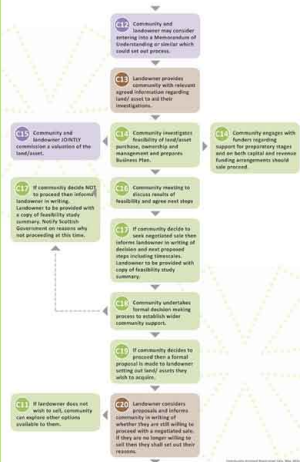 C12 Community and
landowner may consider
entering into a Memorandum of
Understanding or similar which
could set out process.
C13 Landowner provides
community with relevant
agreed information regarding
land/ asset to aid their
investigations.
C15 Community and
landowner JOINTLY
commission a valuation of the
land/asset.
C14 Community investigates
feasibility of land/asset
purchase, ownership and
management and prepares
Business Plan.
C14 Community engages with
funders regarding
support for preparatory stages
and on both capital and revenue
funding arrangements should
sale proceed.
C17 If community decide NOT
to proceed then inform
landowner in writing.
Landowner to be provided with
a copy of feasibility study
summary. Notify Scottish
Government on reasons why
not proceeding at this time.
C16 Community meeting to
discuss results of
feasibility and agree next steps
C17 If community decide to
seek negotiated sale then
informs landowner in writing of
decision and next proposed
steps including timescales.
Landowner to be provided with
copy of feasibility study
summary.
C18 Community undertakes
formal decision making
process to establish wider
community support.
C19 If community decides to
proceed then a formal
proposal is made to landowner
setting out land/ assets they
wish to acquire.
If landowner does not
wish to sell, community
can explore other options
available to them.
C20 Landowner considers
proposals and informs
community in writing of
whether they are still willing to
proceed with a negotiated sale.
If they are no longer willing to
sell then they shall set out their
reasons.